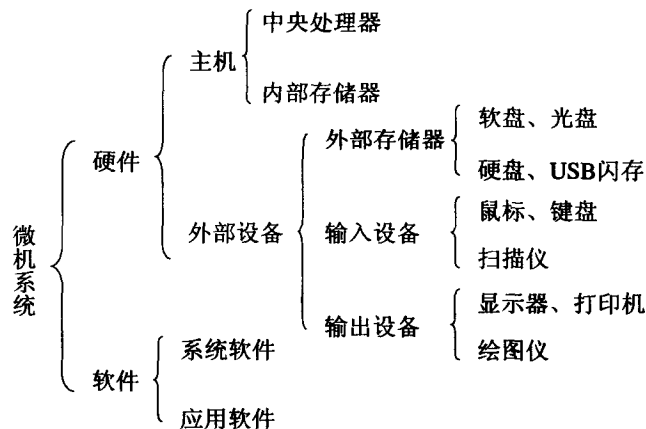 中央处理器
主机
内部存储器
软盘、光盘
外部存储器
硬件
硬盘、USB闪存
鼠标、键盘
外部设备
输入设备
微机系统
扫描仪
显示器、打印机
输出设备
系统软件
绘图仪
软件
应用软件